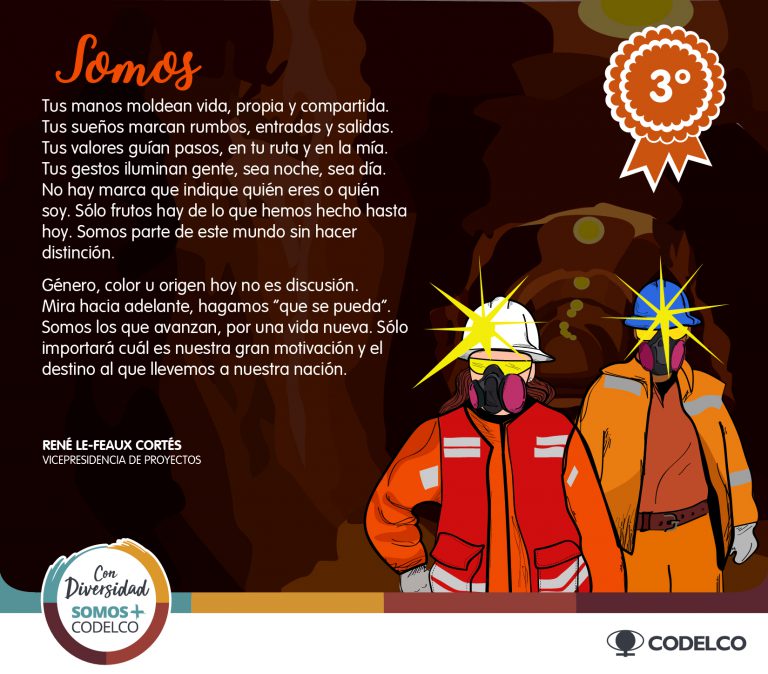 Somos
3°
Tus manos moldean vida, propia y compartida.
Tus sueños marcan rumbos, entradas y salidas.
Tus valores guían pasos, en tu ruta y en la mía.
Tus gestos iluminan gente, sea noche, sea día.
No hay marca que indique quién eres o quién
soy. Sólo frutos hay de lo que hemos hecho hasta
hoy. Somos parte de este mundo sin hacer
distinción.
Género, color u origen hoy no es discusión.
Mira hacia adelante, hagamos “que se pueda”.
Somos los que avanzan, por una vida nueva. Sólo
importará cuál es nuestra gran motivación y el
destino al que llevemos a nuestra nación.
RENÉ LE-FEAUX CORTÉS
VICEPRESIDENCIA DE PROYECTOS
Con
Diversidad
SOMOS+
CODELCO
CODELCO